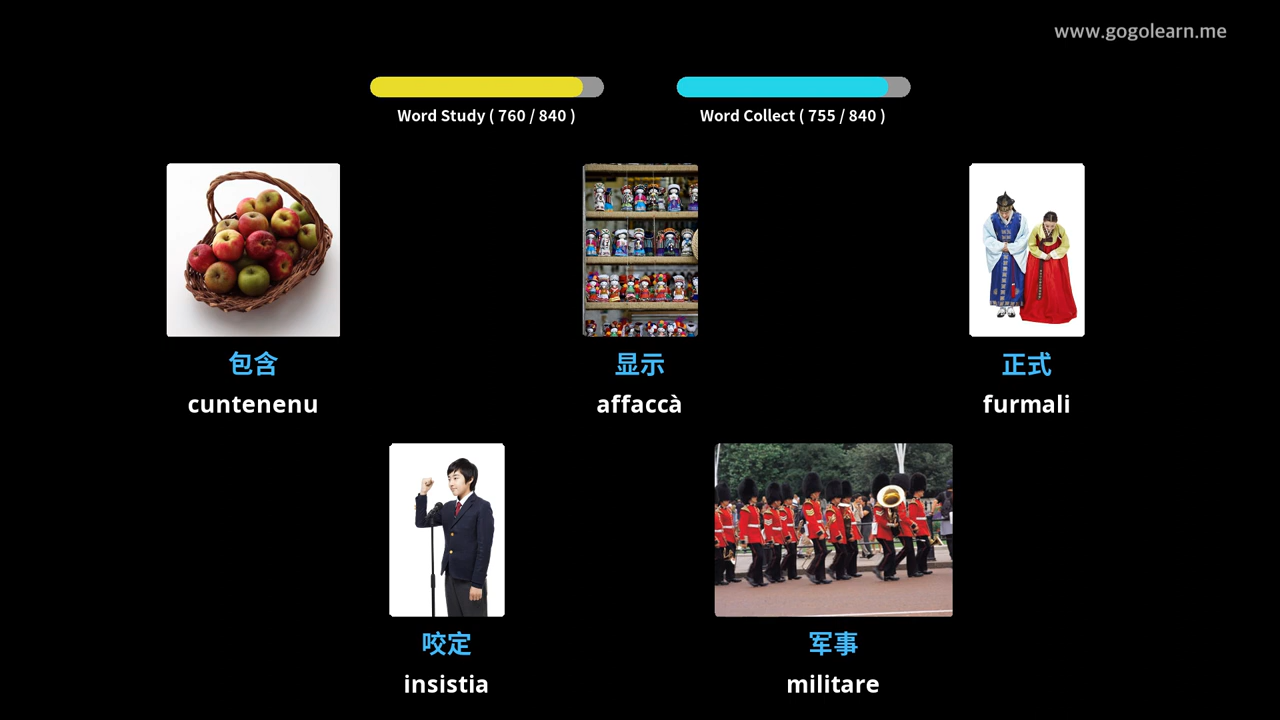 www.gogolearn.me
Word Study ( 760 / 840 )
Word Collect ( 755 / 840 )
包含
cuntenenu
显示
affaccà
正式
furmali
咬定
insistia
军事
militare